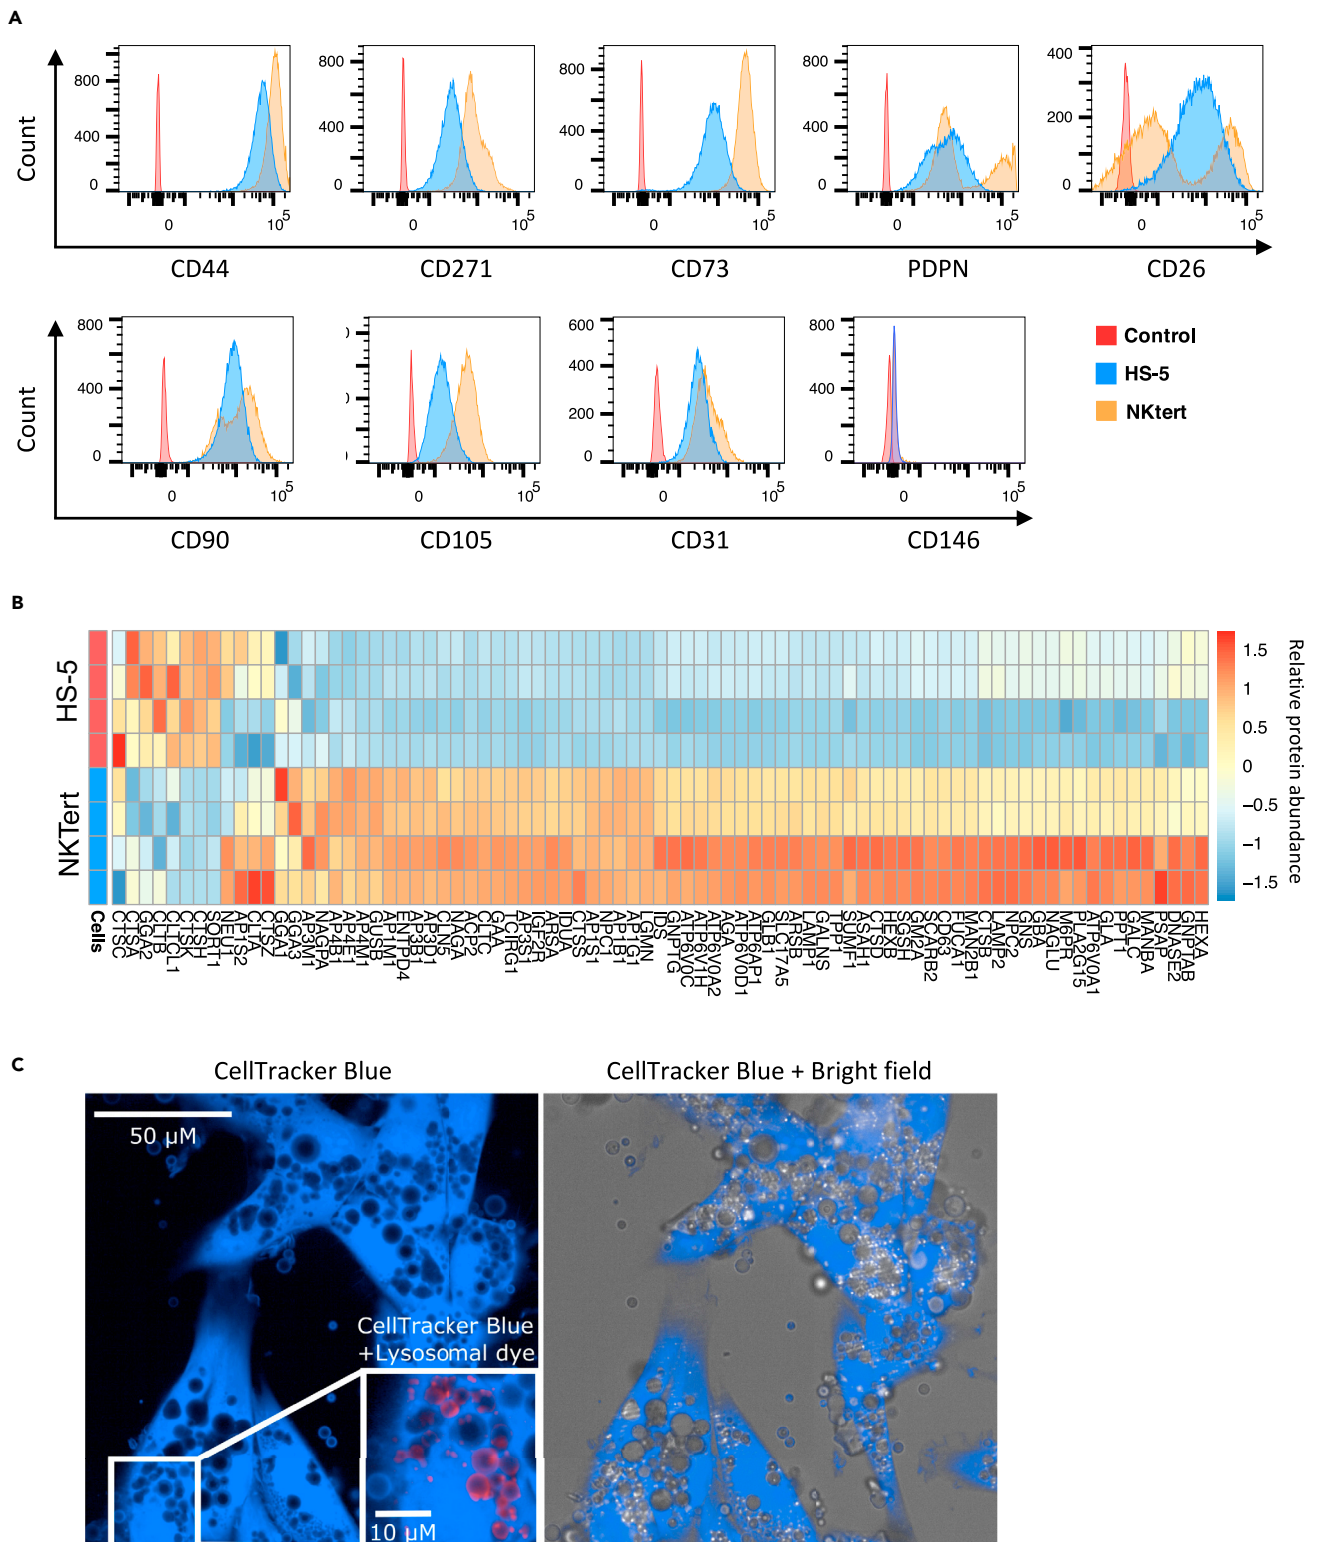 A
Count
800
400
0
0
10^5
CD44
800
400
0
0
10^5
CD271
800
400
0
0
10^5
CD73
800
400
0
0
10^5
PDPN
400
200
0
0
10^5
CD26
Count
800
400
0
0
10^5
CD90
0
10^5
CD105
600
400
200
0
0
10^5
CD31
800
400
0
0
10^5
CD146
Control
HS-5
NKtert
B
HS-5
NKTert
1.5
1
0.5
0
−0.5
−1
−1.5
Relative protein abundance
Cells
CTSC
CTSA
GGA2
CLTB
CLTCL1
CTSK
CTSH
SORT1
NEU1
AP1S2
CLTA
CTSZ
GGA1
GGA3
AP3M1
NAGPA
AP4B1
AP4E1
AP4M1
GUSB
AP1M1
ENTPD4
AP3B1
AP3D1
CLN5
NAGA
ACP2
CLTC
GAA
TCIRG1
AP3S1
IGF2R
ARSA
IDUA
CTSS
AP1S1
NPC1
AP1B1
AP1G1
LGMN
IDS
GNPTG
ATP6V0C
ATP6V1H
ATP6V0A2
AGA
ATP6V0D1
ATP6AP1
GLB1
SLC17A5
ARSB
LAMP1
GALNS
TPP1
SUMF1
ASAH1
CTSD
HEXB
SGSH
GM2A
SCARB2
CD63
FUCA1
MAN2B1
CTSB
LAMP2
NPC2
GNS
GBA
NAGLU
M6PR
PLA2G15
ATP6V0A1
GLA
PPT1
GALC
MANBA
PSAP
DNASE2
GNPTAB
HEXA
C
CellTracker Blue
CellTracker Blue + Bright field
50 µM
CellTracker Blue
+Lysosomal dye
10 µM